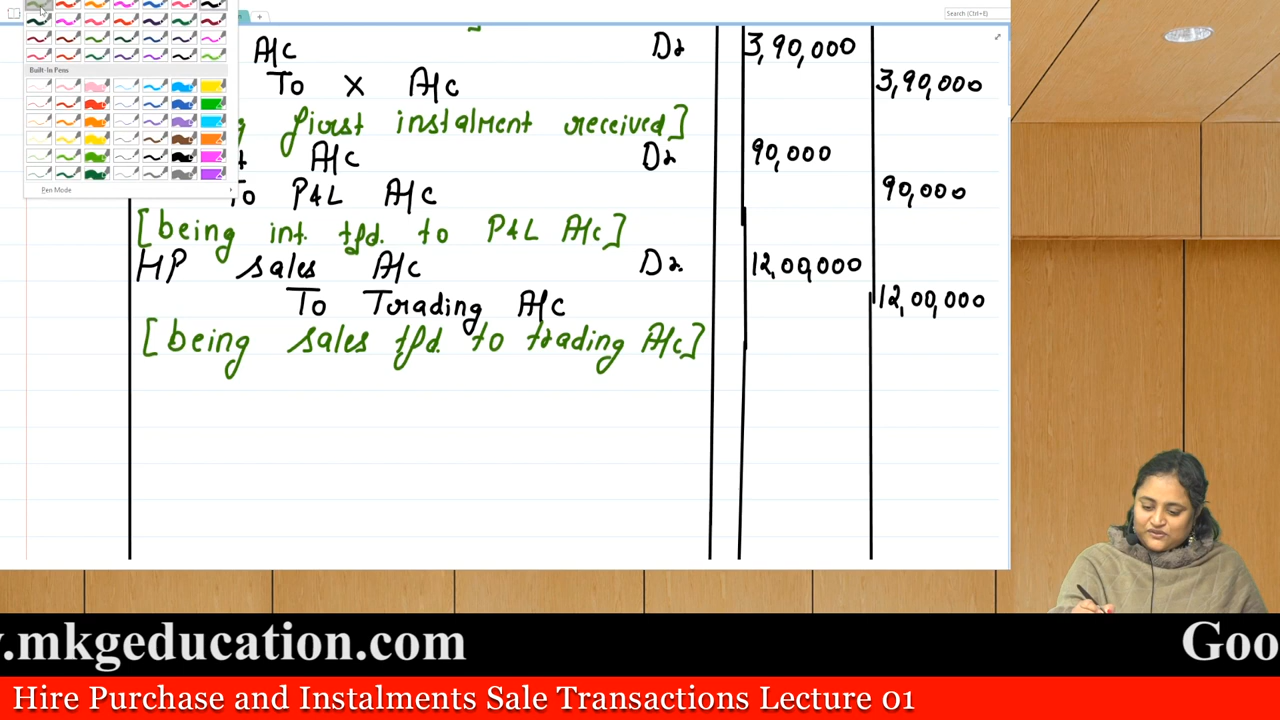 Search (Ctrl+E)
A/c Dr 3,90,000
To X A/c 3,90,000
first instalment received]
Built-In Pens
A/c Dr 90,000
To P&L A/c 90,000
Pen Mode
[being int. tfd. to P&L A/c]
HP sales A/c Dr. 12,00,000
To Trading A/c 12,00,000
[being sales tfd. to trading A/c]
.mkgeducation.com Goo
Hire Purchase and Instalments Sale Transactions Lecture 01